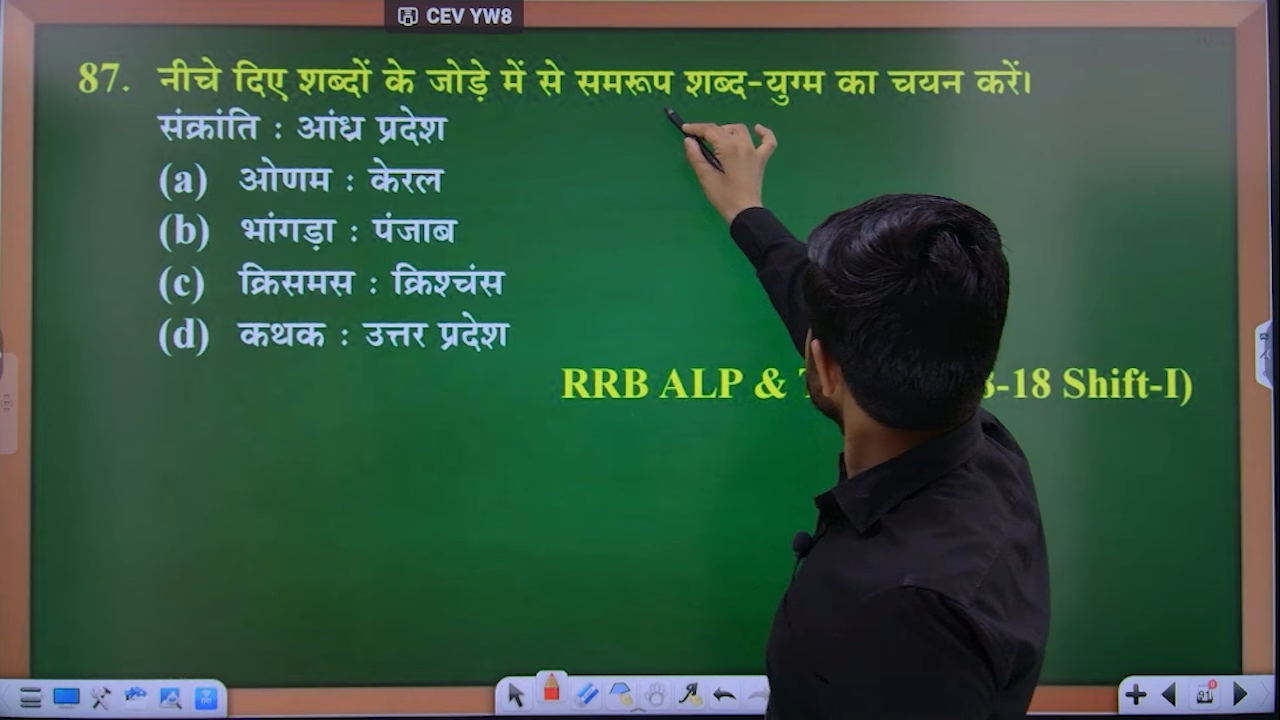 CEV YW8
87. नीचे दिए शब्दों के जोड़े में से समरूप शब्द-युग्म का चयन करें।
संक्रांति : आंध्र प्रदेश
(a) ओणम : केरल
(b) भांगड़ा : पंजाब
(c) क्रिसमस : क्रिश्चंस
(d) कथक : उत्तर प्रदेश
RRB ALP & -18 Shift-I)